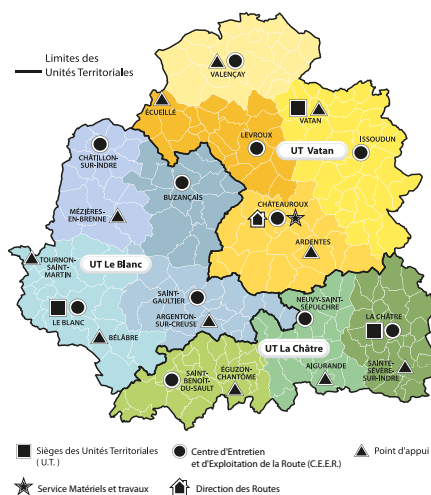 Limites des
Unités Territoriales
VALENÇAY
ÉCUEILLÉ
VATAN
LEVROUX
UT Vatan
ISSOUDUN
CHÂTILLON-
SUR-INDRE
BUZANÇAIS
CHÂTEAUROUX
MÉZIÈRES-
EN-BRENNE
ARDENTES
TOURNON-
SAINT-
MARTIN
UT Le Blanc
SAINT-
GAULTIER
NEUVY-SAINT-
SÉPULCHRE
LE BLANC
ARGENTON-
SUR-CREUSE
LA CHÂTRE
BÉLÂBRE
UT La Châtre
SAINT-
BENOÎT-
DU-SAULT
ÉGUZON-
CHANTÔME
AIGURANDE
SAINTE-
SÉVÈRE-
SUR-INDRE
Sièges des Unités Territoriales
( U.T. )
Centre d'Entretien
et d'Exploitation de la Route (C.E.E.R.)
Point d'appui
Service Matériels et travaux
Direction des Routes